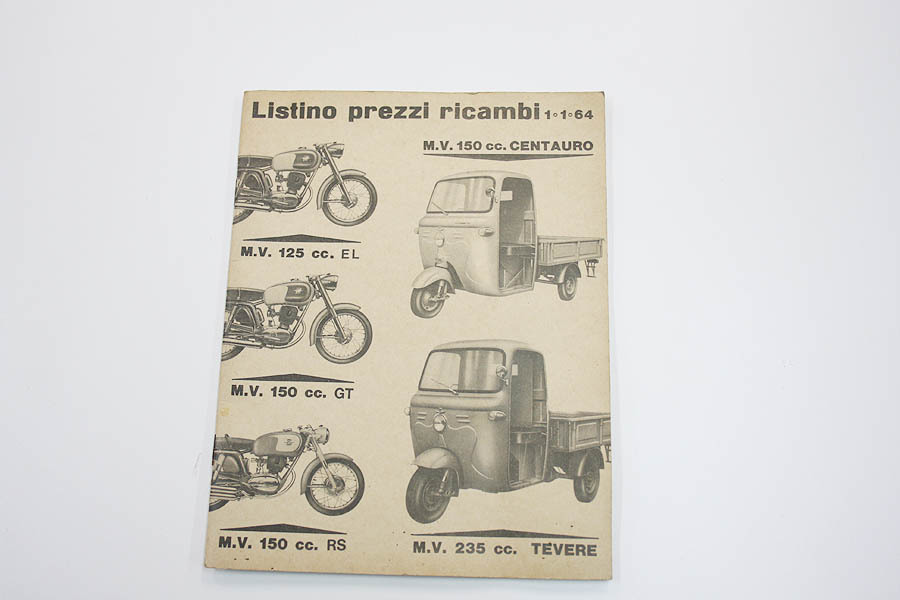 Listino prezzi ricambi 1∘1∘64
M.V. 125 cc. EL
M.V. 150 cc. GT
M.V. 150 cc. RS
M.V. 150 cc. CENTAURO
M.V. 235 cc. TEVERE